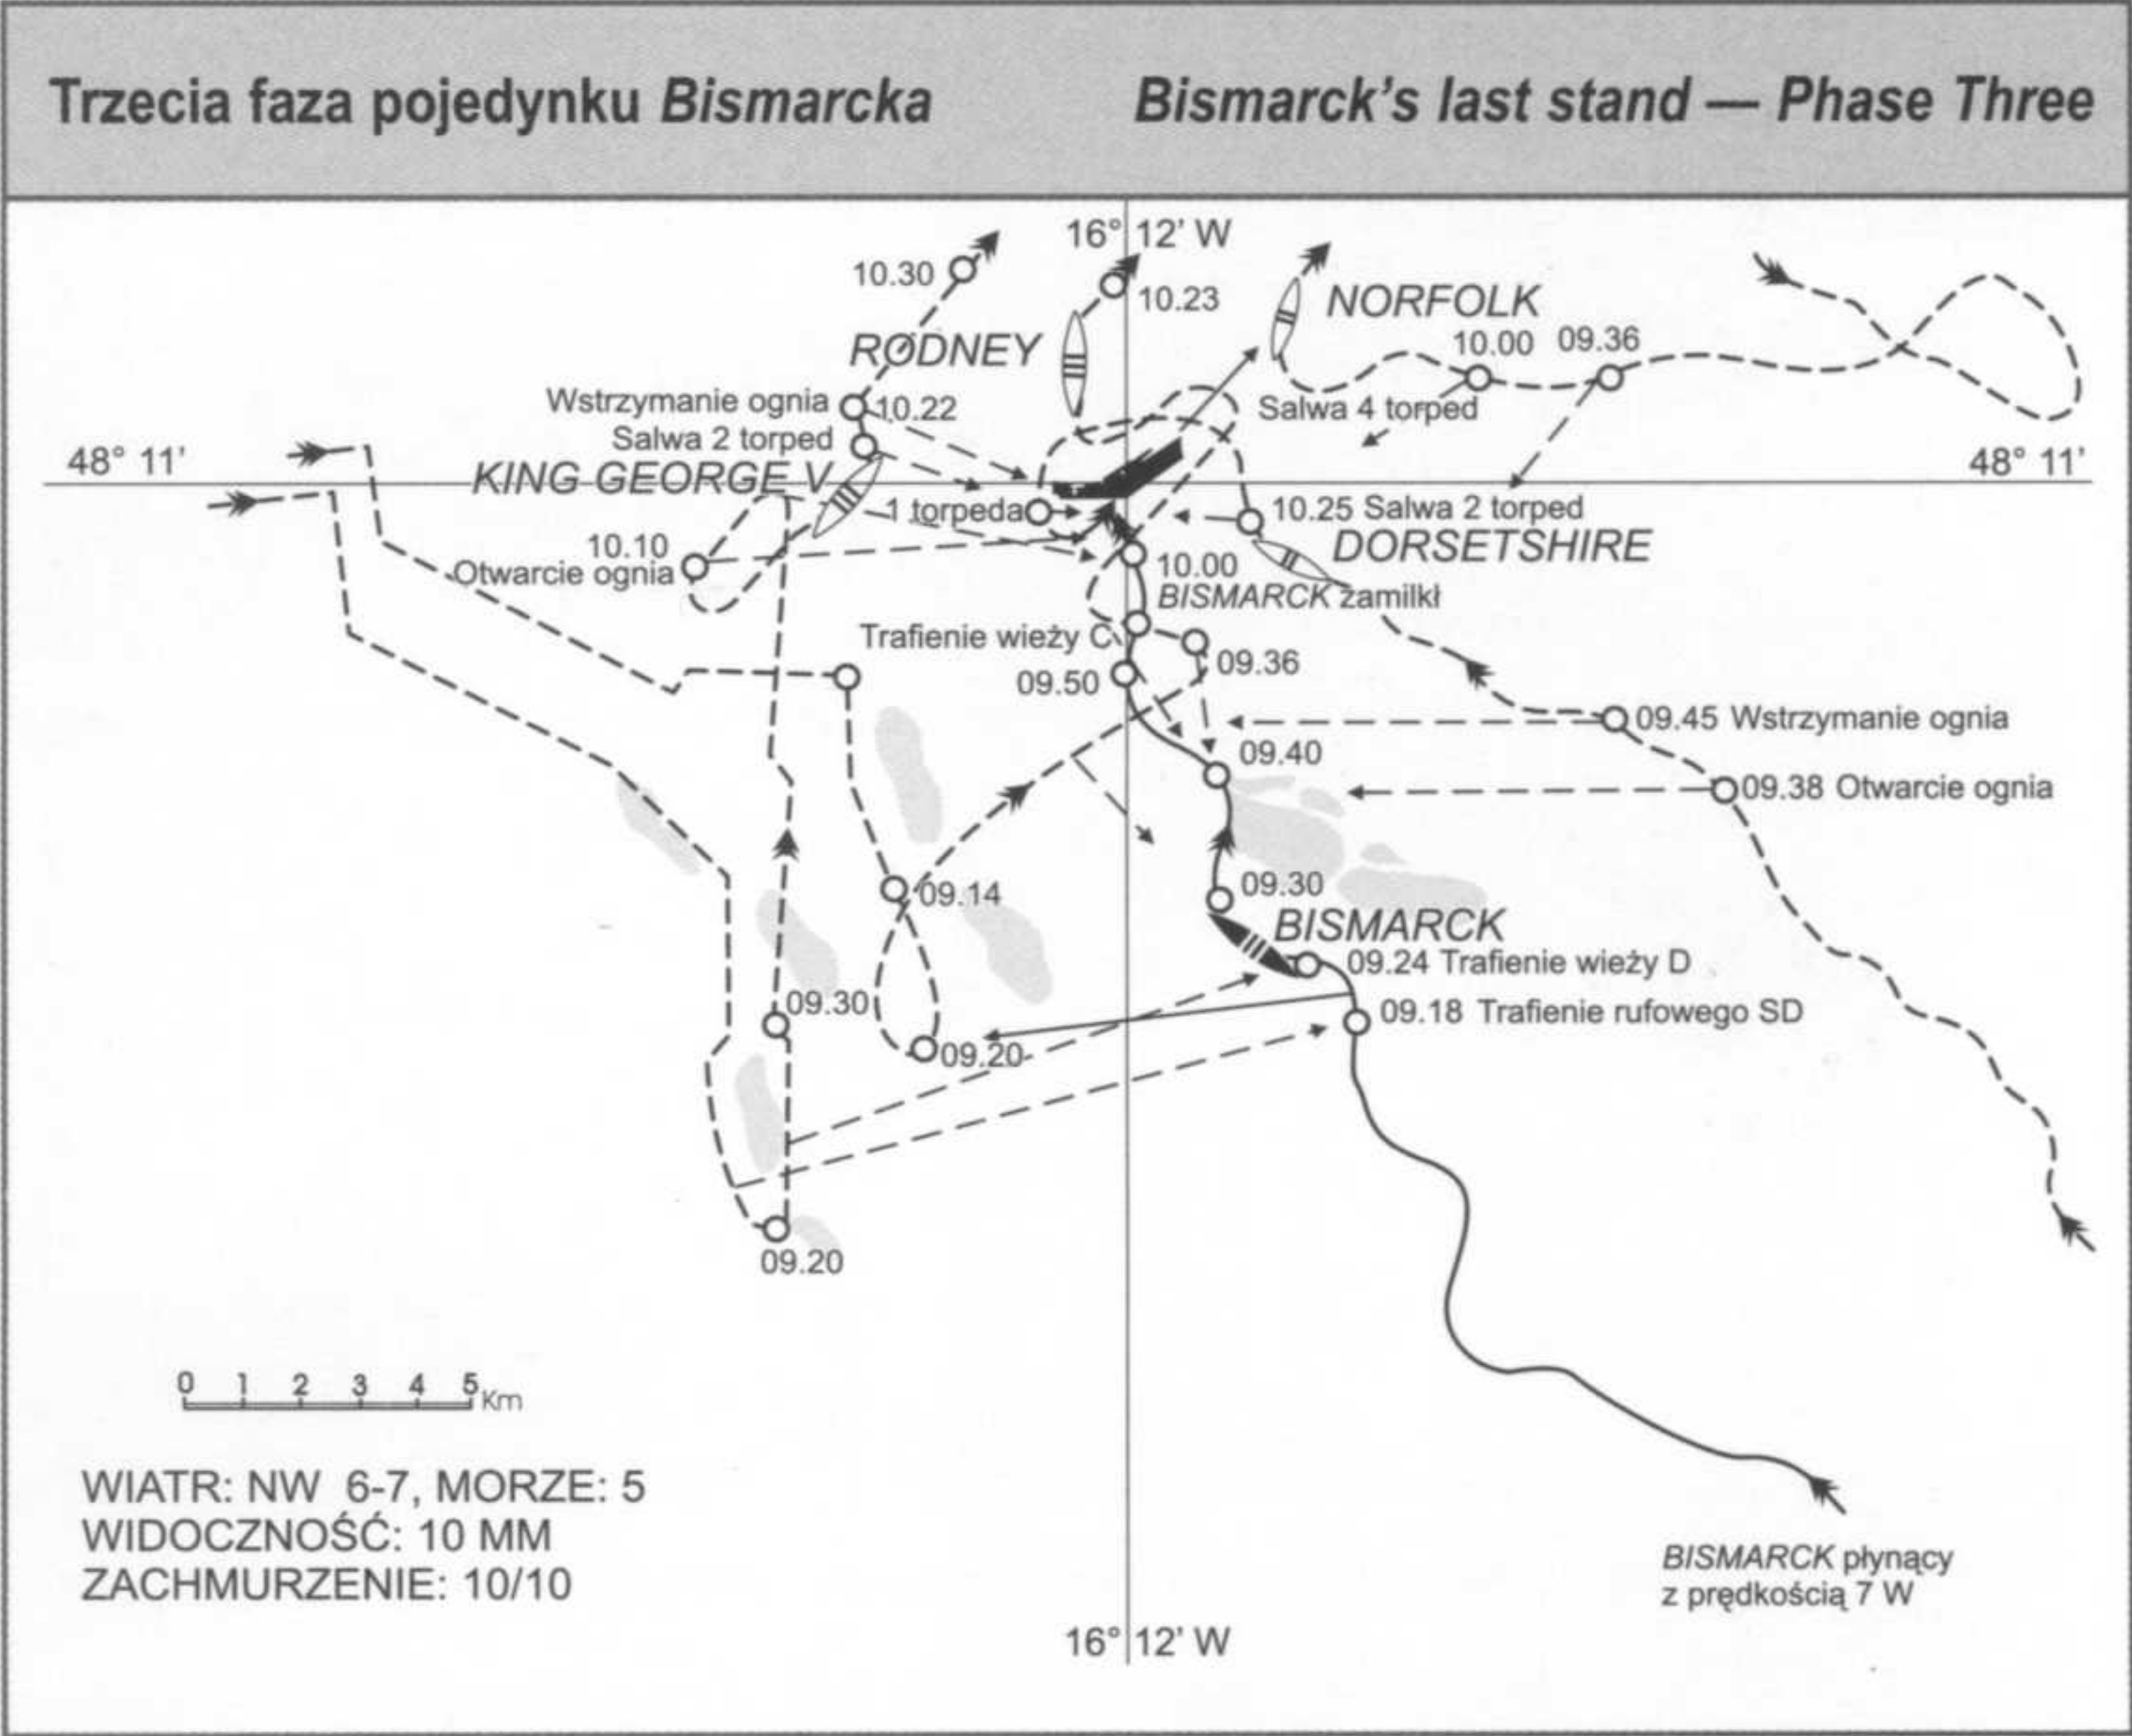 Trzecia faza pojedynku Bismarcka
Bismarck's last stand — Phase Three
16° 12' W
10.30
10.23
NORFOLK
RODNEY
10.00
09.36
Wstrzymanie ognia
10.22
Salwa 4 torped
Salwa 2 torped
48° 11'
KING GEORGE V
48° 11'
1 torpeda
10.25 Salwa 2 torped
DORSETSHIRE
10.10
Otwarcie ognia
10.00
BISMARCK zamilkł
Trafienie wieży C
09.36
09.50
09.45 Wstrzymanie ognia
09.40
09.38 Otwarcie ognia
09.14
09.30
BISMARCK
09.24 Trafienie wieży D
09.30
09.18 Trafienie rufowego SD
09.20
09.20
0 1 2 3 4 5 Km
WIATR: NW 6-7, MORZE: 5
WIDOCZNOŚĆ: 10 MM
ZACHMURZENIE: 10/10
BISMARCK płynący
z prędkością 7 W
16° 12' W